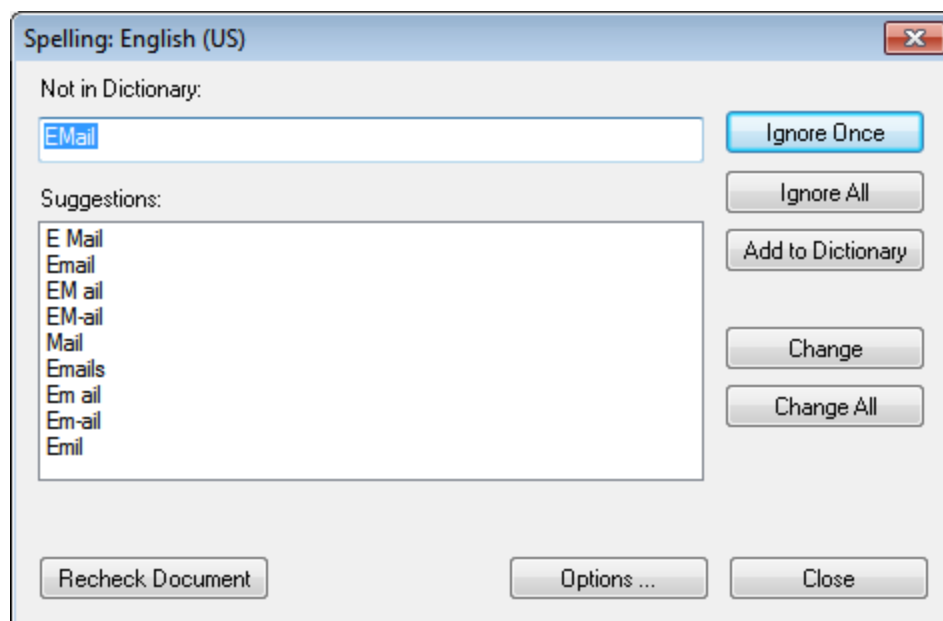 Spelling: English (US)
Not in Dictionary:
EMail
Ignore Once
Ignore All
Suggestions:
E Mail
Email
EM ail
EM-ail
Mail
Emails
Em ail
Em-ail
Emil
Add to Dictionary
Change
Change All
Recheck Document
Options ...
Close